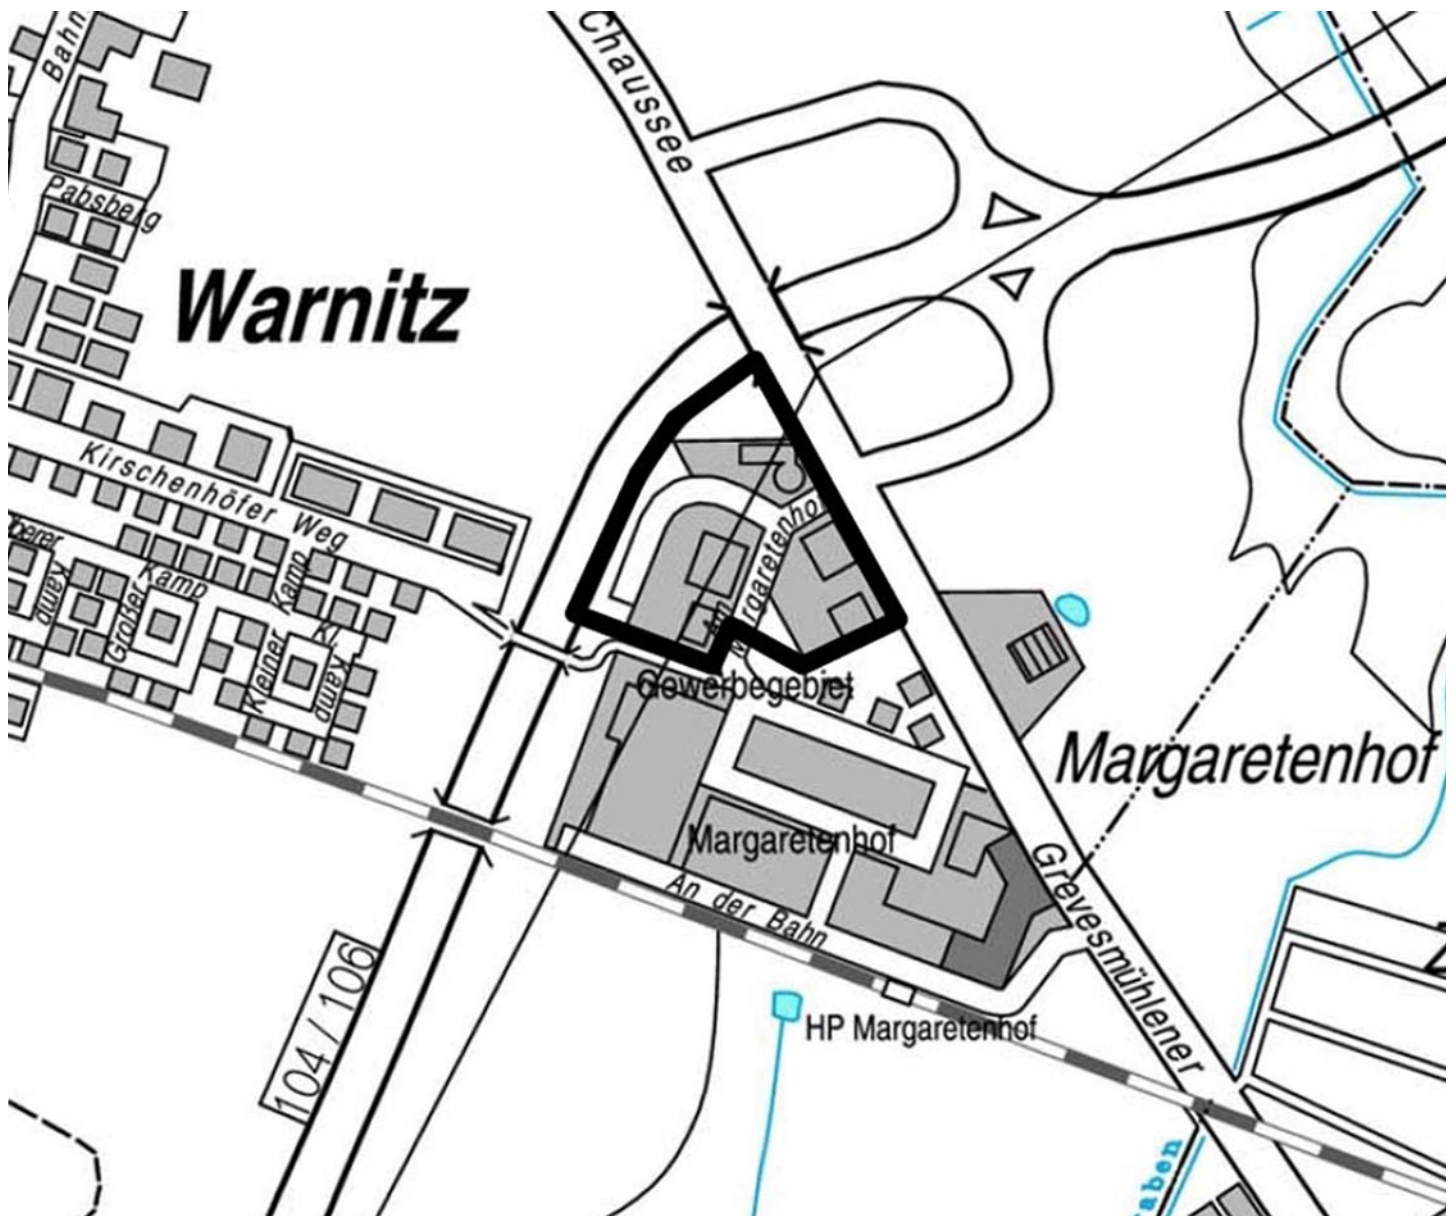 Bahn
Chaussee
Pabsberg
Warnitz
Kirschenhöfer Weg
Kamp
Kamp
Großer
Kamp
Kleiner
Kl.
Kamp
Am
Margaretenhof
Gewerbegebiet
Margaretenhof
Margaretenhof
An der Bahn
Grevesmühlener
104 / 106
HP Margaretenhof
aben